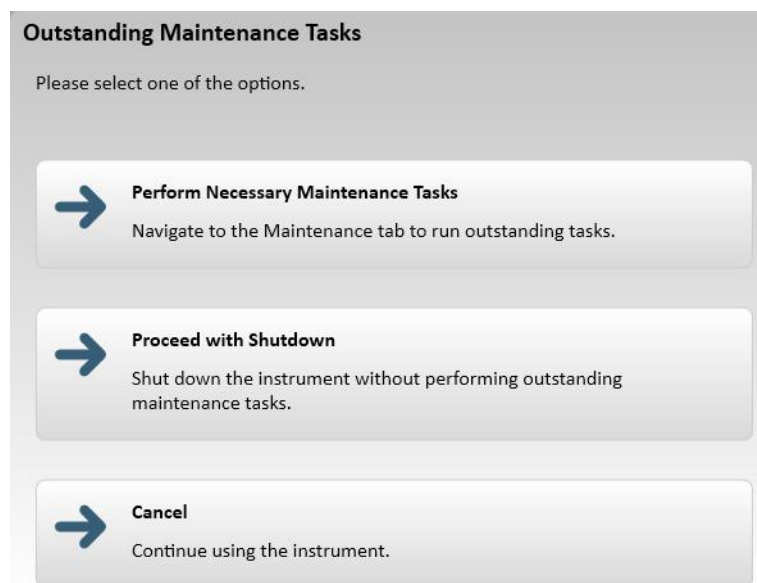 Outstanding Maintenance Tasks
Please select one of the options.
Perform Necessary Maintenance Tasks
Navigate to the Maintenance tab to run outstanding tasks.
Proceed with Shutdown
Shut down the instrument without performing outstanding
maintenance tasks.
Cancel
Continue using the instrument.